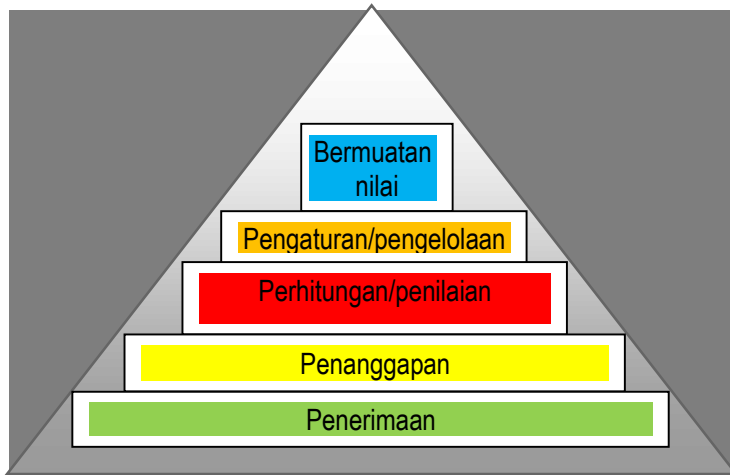 Bermuatan
nilai
Pengaturan/pengelolaan
Perhitungan/penilaian
Penanggapan
Penerimaan